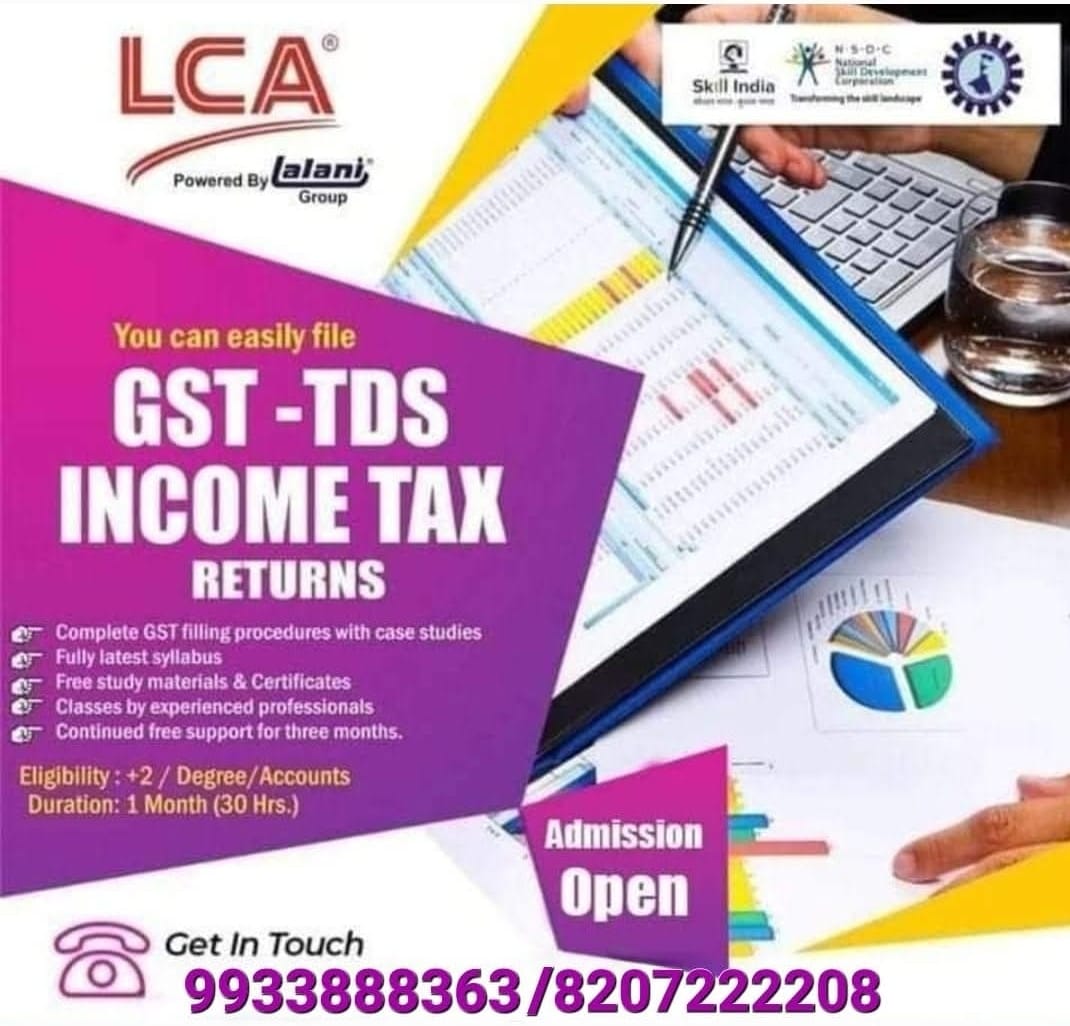 LCA®
Powered By Lalani®
Group
Skill India
N·S·D·C
National
Skill Development
Corporation
Transforming the skill landscape
You can easily file
GST -TDS
INCOME TAX
RETURNS
Complete GST filling procedures with case studies
Fully latest syllabus
Free study materials & Certificates
Classes by experienced professionals
Continued free support for three months.
Eligibility : +2 / Degree/Accounts
Duration: 1 Month (30 Hrs.)
Admission
Open
Get In Touch
9933888363/8207222208